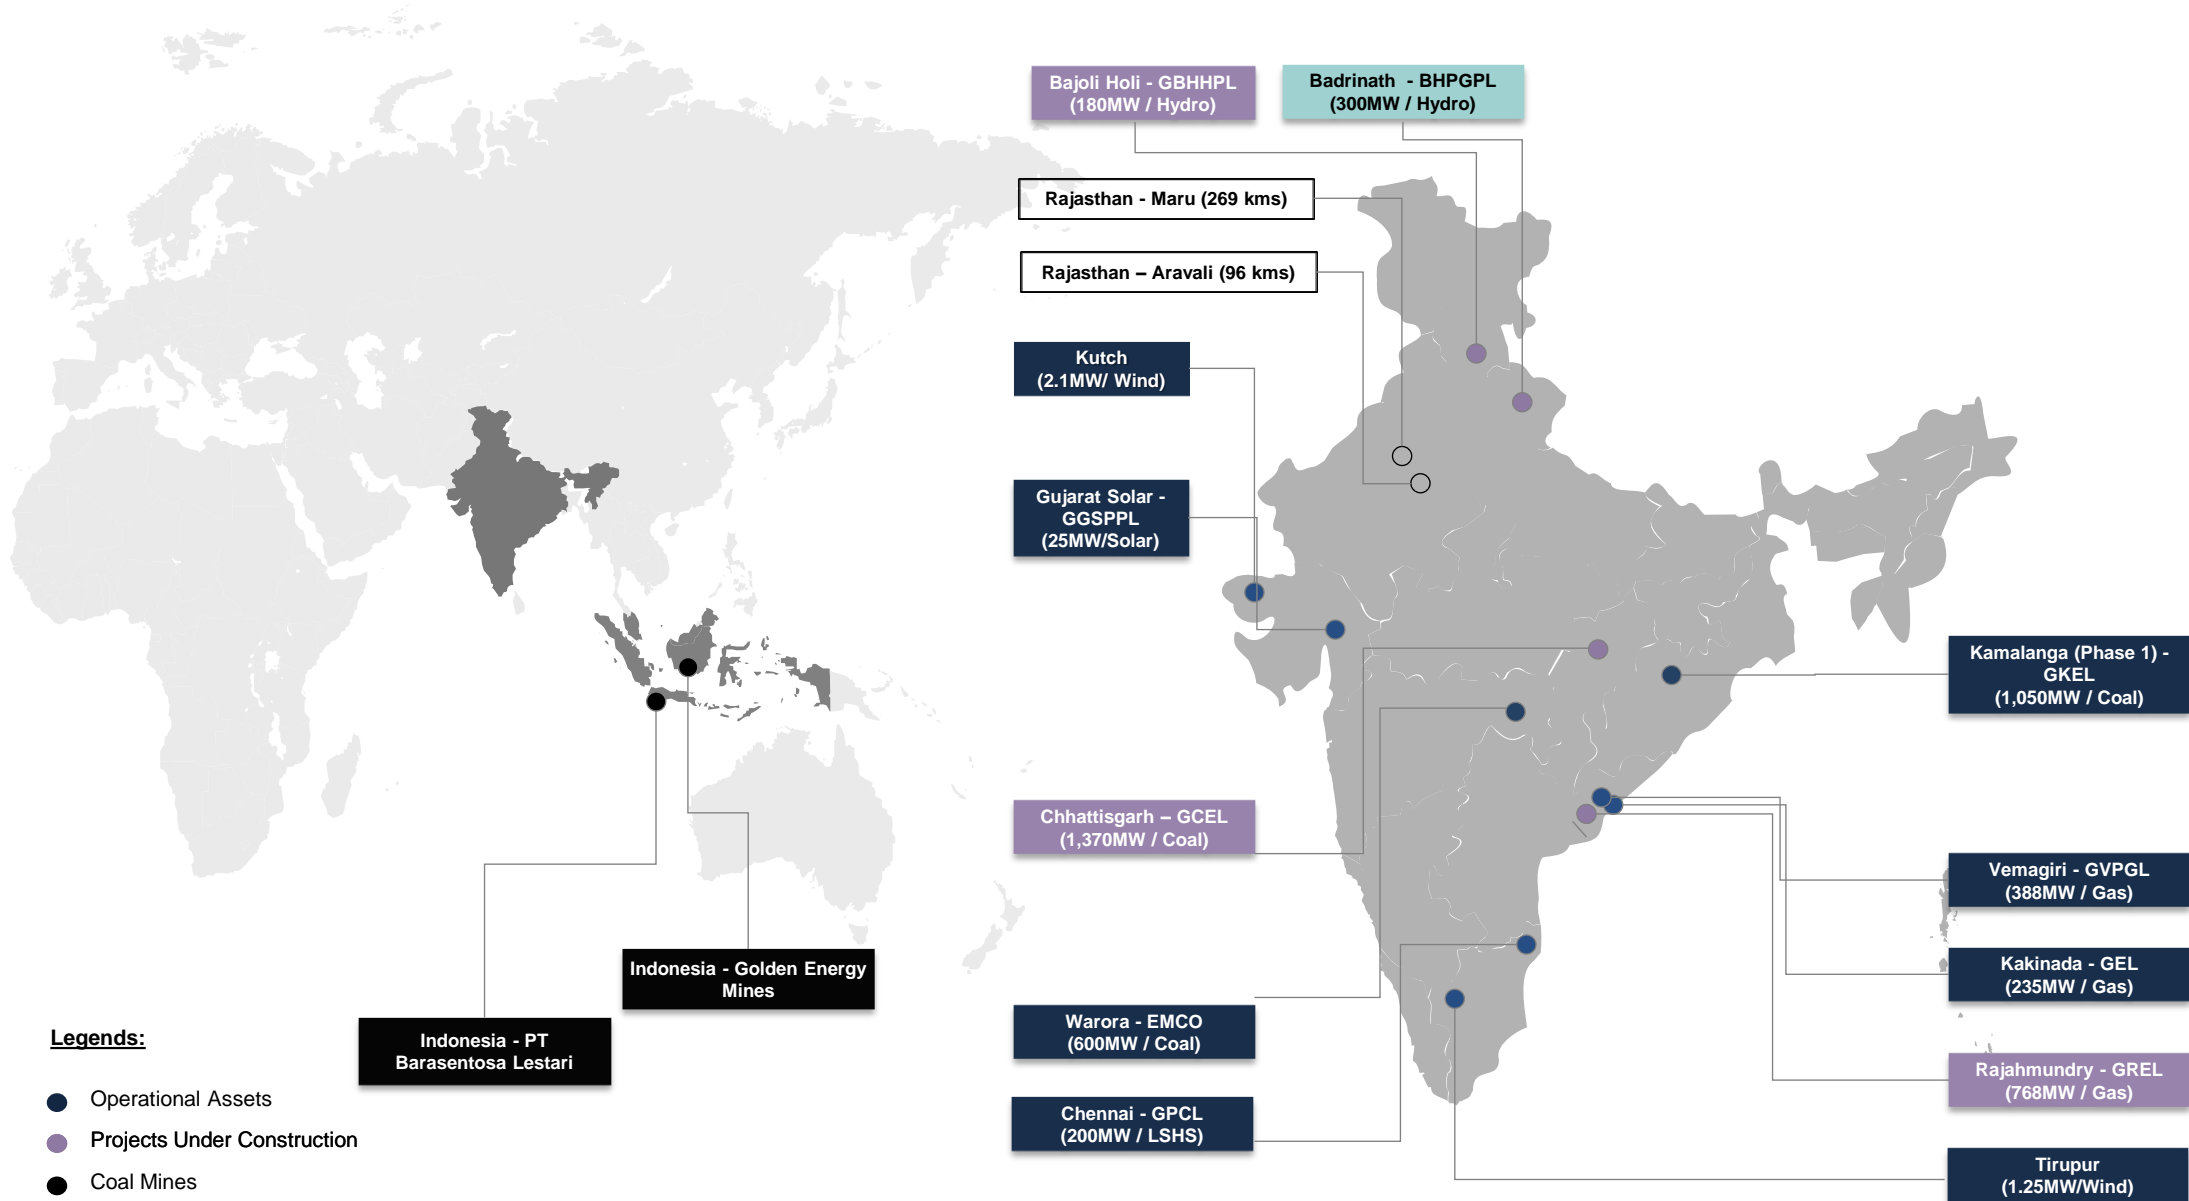 Bajoli Holi - GBHHPL
(180MW / Hydro)
Badrinath - BHPGPL
(300MW / Hydro)
Rajasthan - Maru (269 kms)
Rajasthan – Aravali (96 kms)
Kutch
(2.1MW/ Wind)
Gujarat Solar -
GGSPPL
(25MW/Solar)
Kamalanga (Phase 1) -
GKEL
(1,050MW / Coal)
Chhattisgarh – GCEL
(1,370MW / Coal)
Vemagiri - GVPGL
(388MW / Gas)
Indonesia - Golden Energy
Mines
Kakinada - GEL
(235MW / Gas)
Warora - EMCO
(600MW / Coal)
Indonesia - PT
Barasentosa Lestari
Rajahmundry - GREL
(768MW / Gas)
Chennai - GPCL
(200MW / LSHS)
Tirupur
(1.25MW/Wind)
Legends:
Operational Assets
Projects Under Construction
Coal Mines